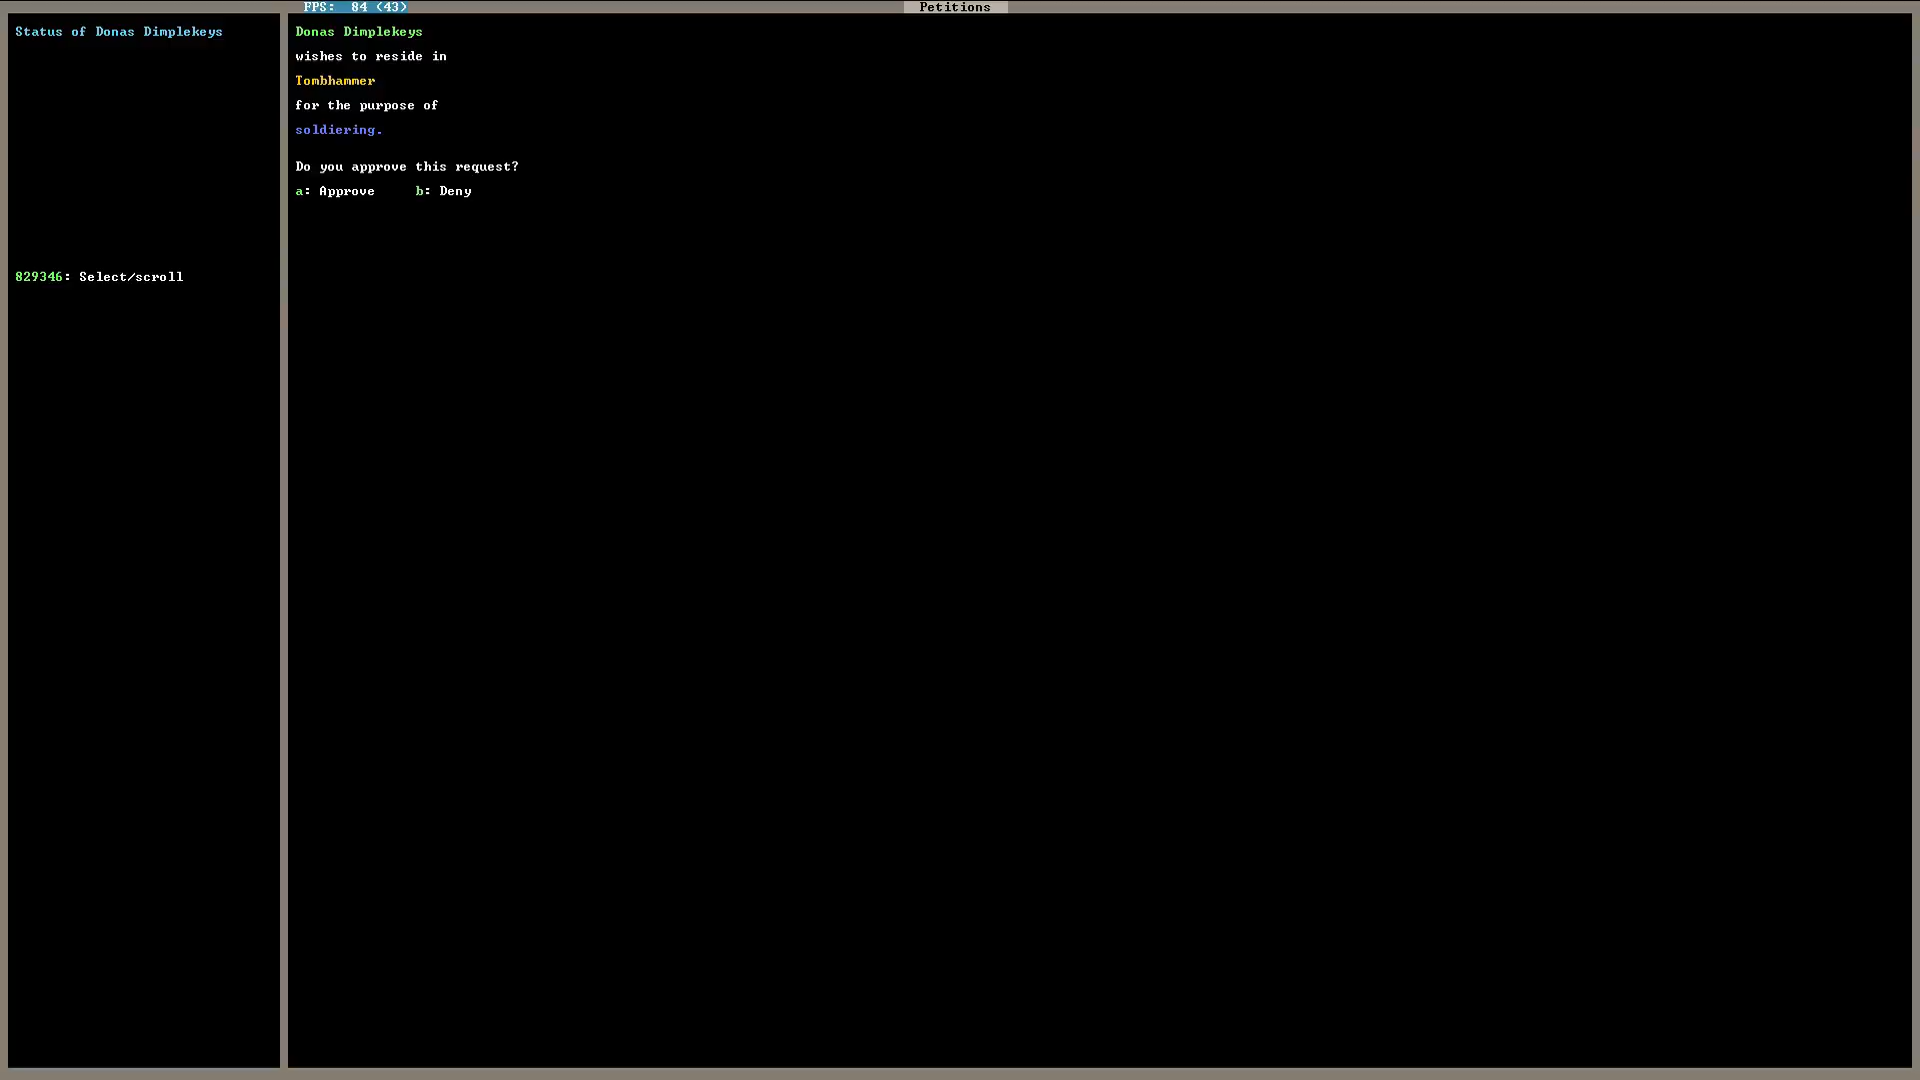 FPS:  84 (43)
Petitions
Status of Donas Dimplekeys
829346: Select/scroll
Donas Dimplekeys
wishes to reside in
Tombhammer
for the purpose of
soldiering.
Do you approve this request?
a: Approve     b: Deny